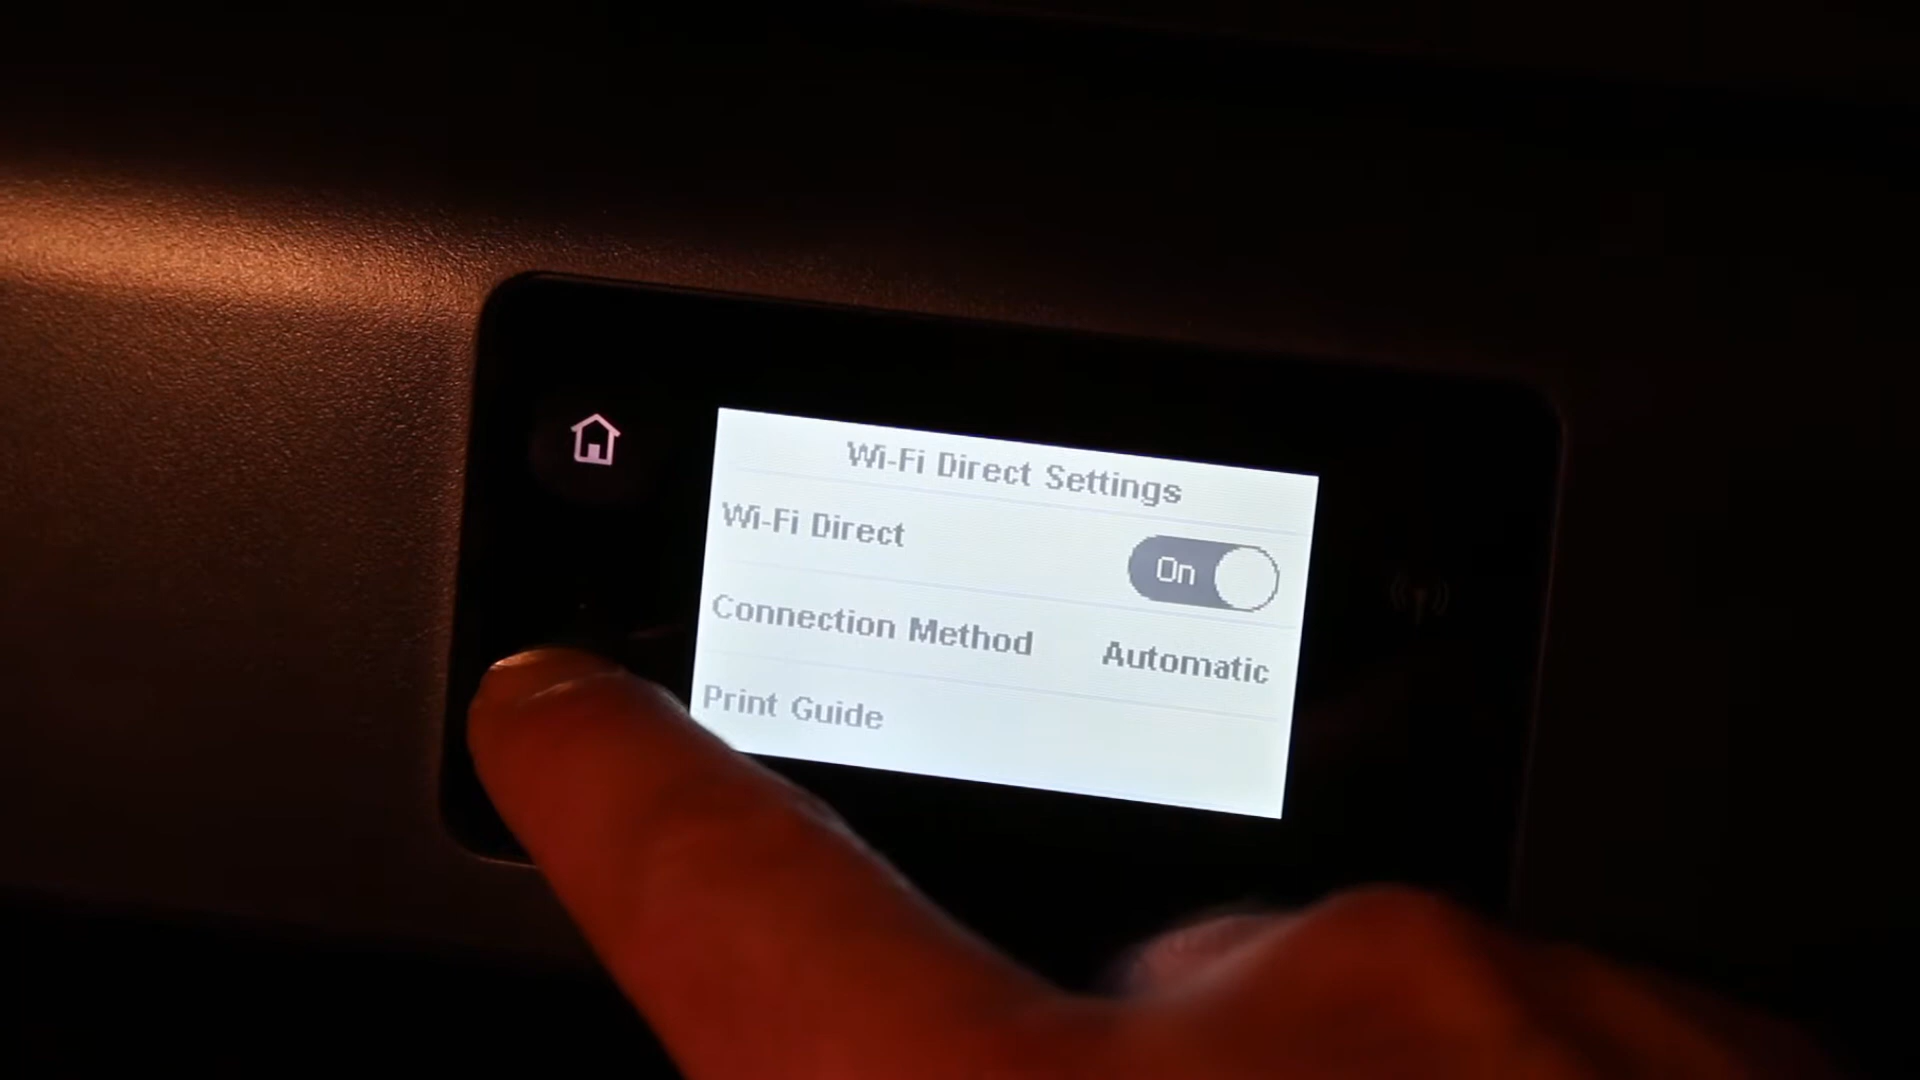 Wi-Fi Direct Settings
Wi-Fi Direct On
Connection Method Automatic
Print Guide